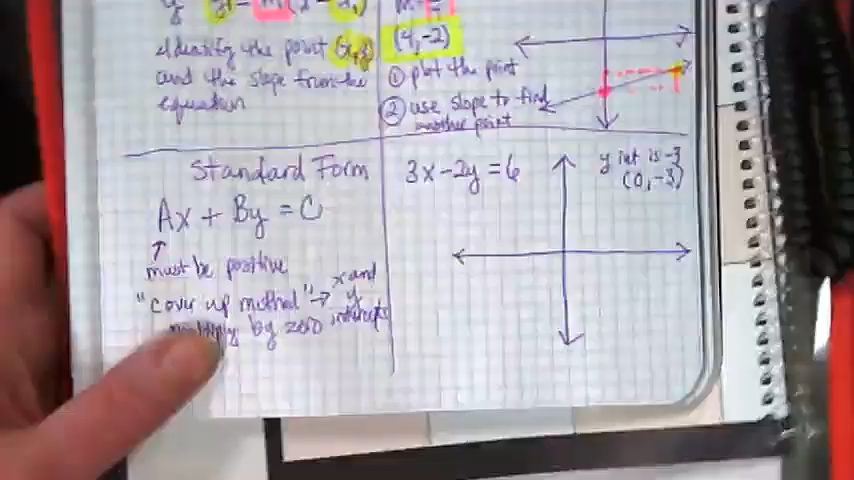 identify the point
and the slope from the
equation
(4,-2)
① plot the point
② use slope to find
another point
Standard Form
Ax + By = C
↑
must be positive
"cover up method" → x and
y
intercepts
multiply by zero
3x-2y=6
y int is -3
(0,-3)